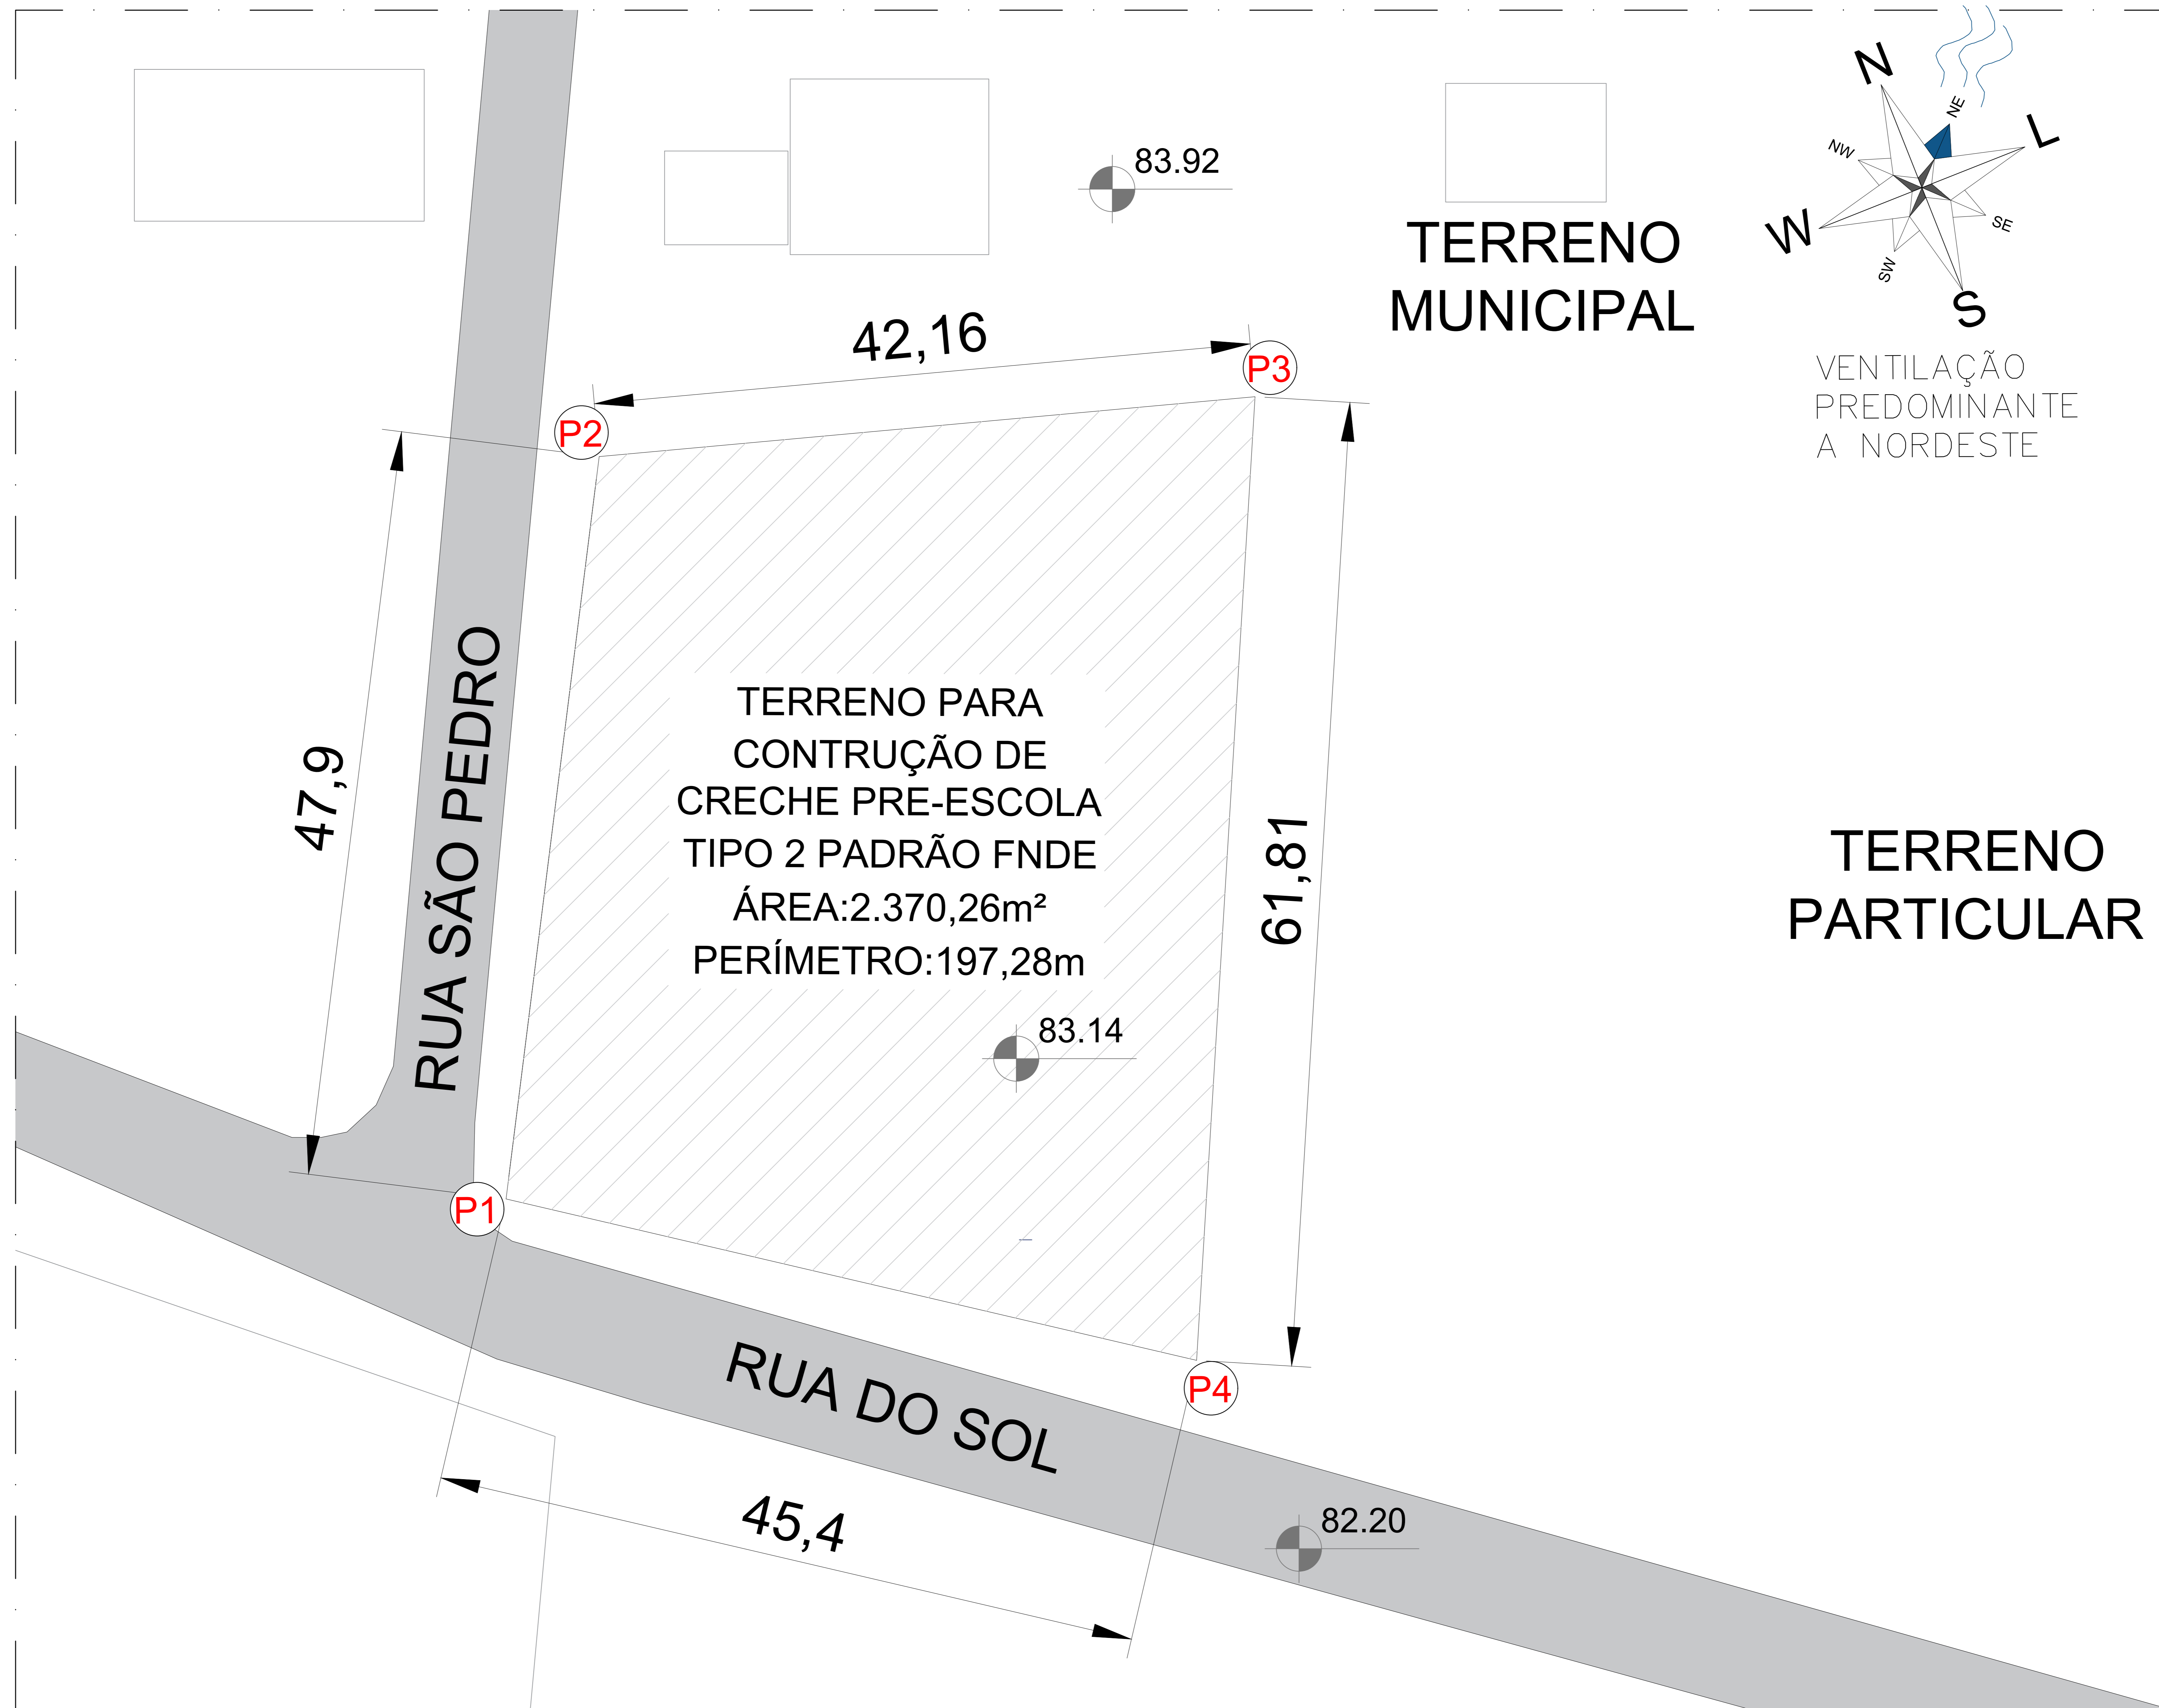 N
NE
L
NW
W
SE
SW
S
83.92
TERRENO
MUNICIPAL
VENTILAÇÃO
PREDOMINANTE
A NORDESTE
42,16
P3
P2
47,9
RUA SÃO PEDRO
TERRENO PARA
CONTRUÇÃO DE
CRECHE PRE-ESCOLA
TIPO 2 PADRÃO FNDE
ÁREA:2.370,26m²
PERÍMETRO:197,28m
61,81
TERRENO
PARTICULAR
83.14
P1
P4
RUA DO SOL
45,4
82.20